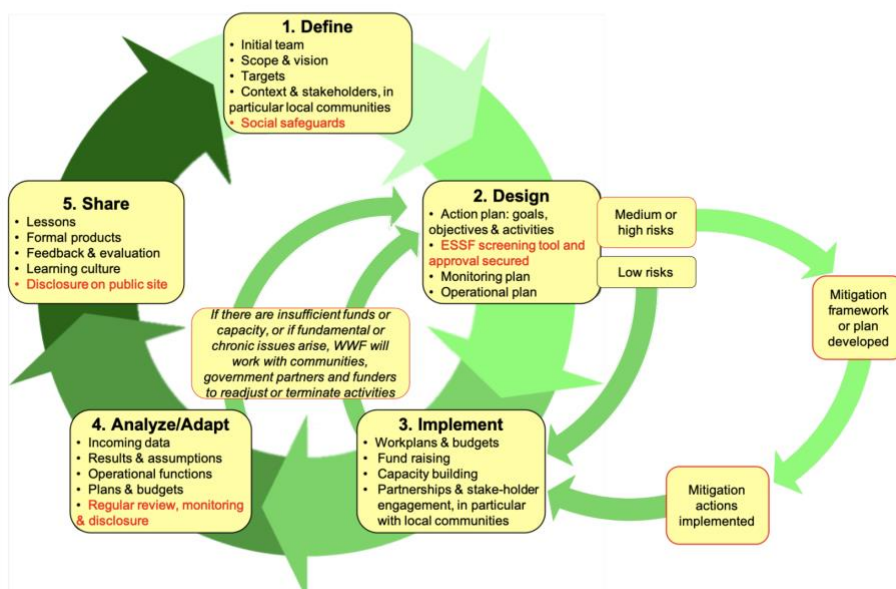 1. Define
• Initial team
• Scope & vision
• Targets
• Context & stakeholders, in
particular local communities
• Social safeguards
2. Design
• Action plan: goals,
objectives & activities
• ESSF screening tool and
approval secured
• Monitoring plan
• Operational plan
Medium or
high risks
Low risks
Mitigation
framework
or plan
developed
Mitigation
actions
implemented
3. Implement
• Workplans & budgets
• Fund raising
• Capacity building
• Partnerships & stake-holder
engagement, in particular
with local communities
4. Analyze/Adapt
• Incoming data
• Results & assumptions
• Operational functions
• Plans & budgets
• Regular review, monitoring
& disclosure
5. Share
• Lessons
• Formal products
• Feedback & evaluation
• Learning culture
• Disclosure on public site
If there are insufficient funds or
capacity, or if fundamental or
chronic issues arise, WWF will
work with communities,
government partners and funders
to readjust or terminate activities